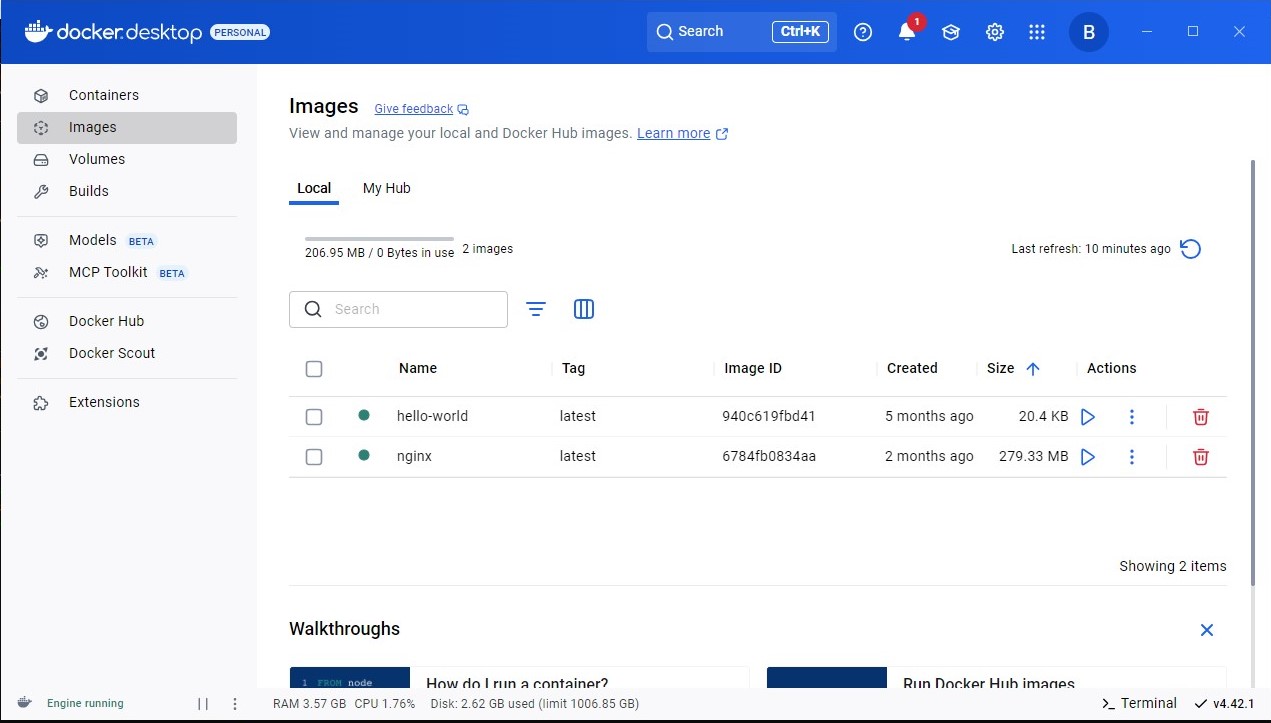 docker.desktop PERSONAL Search Ctrl+K 1 B
Containers
Images
Volumes
Builds
Models BETA
MCP Toolkit BETA
Docker Hub
Docker Scout
Extensions
Images Give feedback
View and manage your local and Docker Hub images. Learn more
Local My Hub
206.95 MB / 0 Bytes in use 2 images Last refresh: 10 minutes ago
Search
Name Tag Image ID Created Size Actions
hello-world latest 940c619fbd41 5 months ago 20.4 KB
nginx latest 6784fb0834aa 2 months ago 279.33 MB
Showing 2 items
Walkthroughs
1 FROM node How do I run a container? Run Docker Hub images
Engine running RAM 3.57 GB CPU 1.76% Disk: 2.62 GB used (limit 1006.85 GB) Terminal v4.42.1